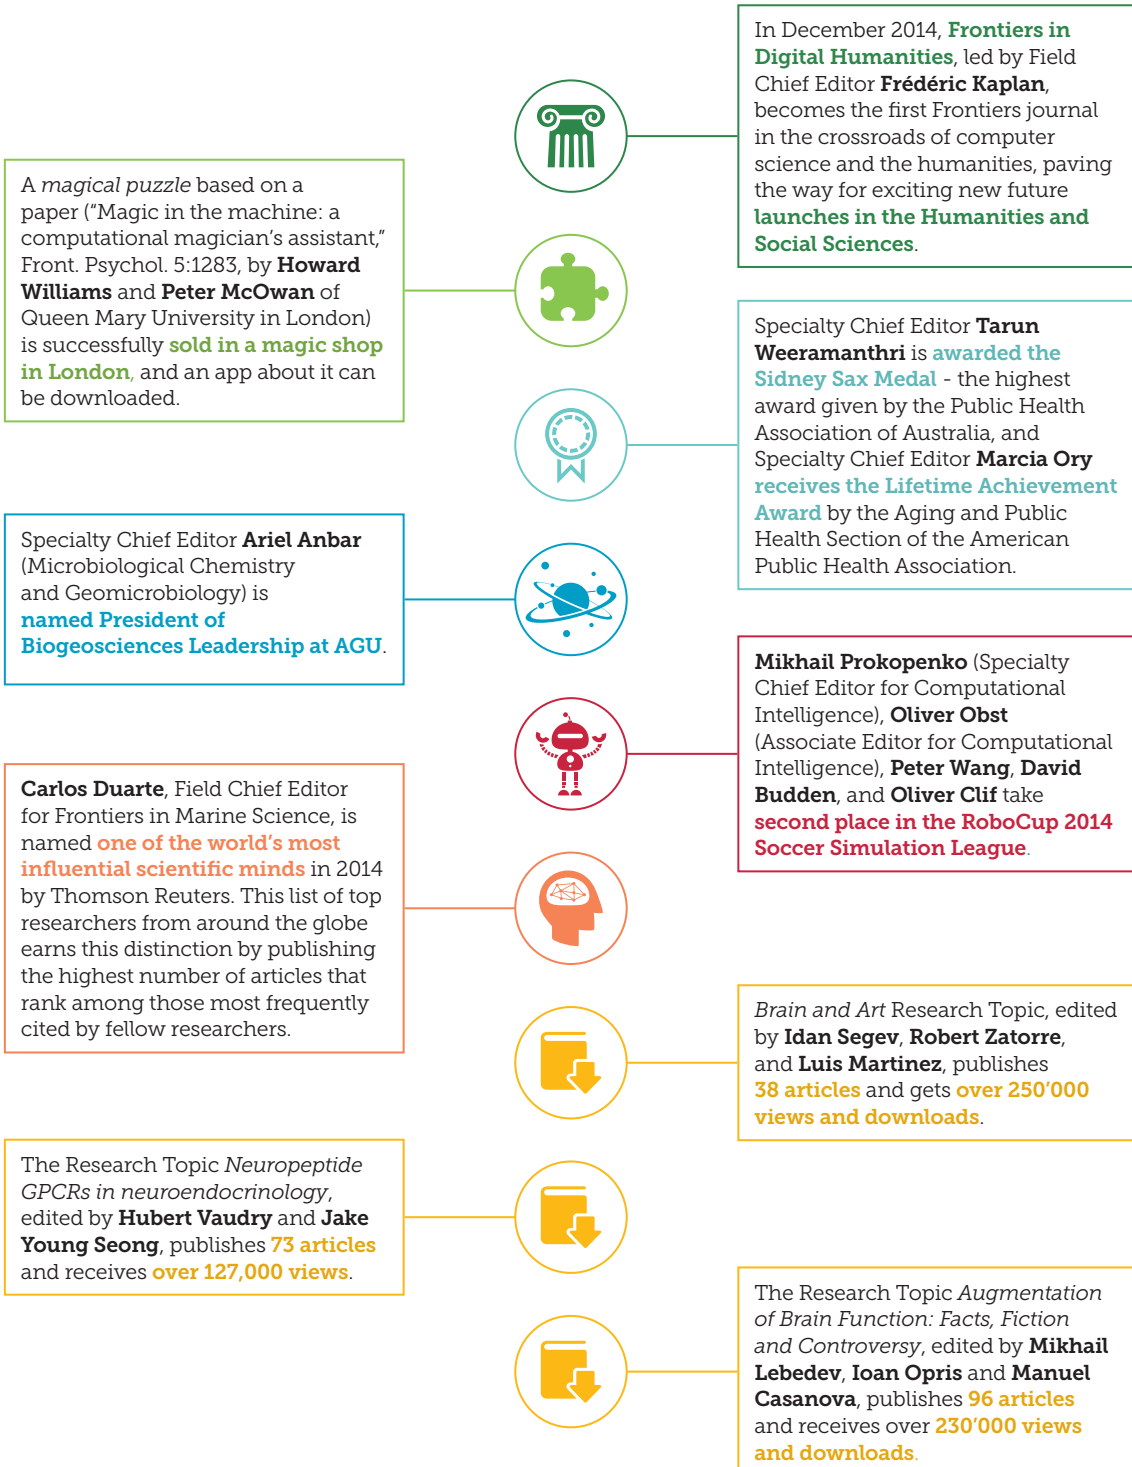 In December 2014, Frontiers in
Digital Humanities, led by Field
Chief Editor Frédéric Kaplan,
becomes the first Frontiers journal
in the crossroads of computer
science and the humanities, paving
the way for exciting new future
launches in the Humanities and
Social Sciences.
A magical puzzle based on a
paper (“Magic in the machine: a
computational magician’s assistant,”
Front. Psychol. 5:1283, by Howard
Williams and Peter McOwan of
Queen Mary University in London)
is successfully sold in a magic shop
in London, and an app about it can
be downloaded.
Specialty Chief Editor Tarun
Weeramanthri is awarded the
Sidney Sax Medal - the highest
award given by the Public Health
Association of Australia, and
Specialty Chief Editor Marcia Ory
receives the Lifetime Achievement
Award by the Aging and Public
Health Section of the American
Public Health Association.
Specialty Chief Editor Ariel Anbar
(Microbiological Chemistry
and Geomicrobiology) is
named President of
Biogeosciences Leadership at AGU.
Mikhail Prokopenko (Specialty
Chief Editor for Computational
Intelligence), Oliver Obst
(Associate Editor for Computational
Intelligence), Peter Wang, David
Budden, and Oliver Clif take
second place in the RoboCup 2014
Soccer Simulation League.
Carlos Duarte, Field Chief Editor
for Frontiers in Marine Science, is
named one of the world’s most
influential scientific minds in 2014
by Thomson Reuters. This list of top
researchers from around the globe
earns this distinction by publishing
the highest number of articles that
rank among those most frequently
cited by fellow researchers.
Brain and Art Research Topic, edited
by Idan Segev, Robert Zatorre,
and Luis Martinez, publishes
38 articles and gets over 250’000
views and downloads.
The Research Topic Neuropeptide
GPCRs in neuroendocrinology,
edited by Hubert Vaudry and Jake
Young Seong, publishes 73 articles
and receives over 127,000 views.
The Research Topic Augmentation
of Brain Function: Facts, Fiction
and Controversy, edited by Mikhail
Lebedev, Ioan Opris and Manuel
Casanova, publishes 96 articles
and receives over 230’000 views
and downloads.